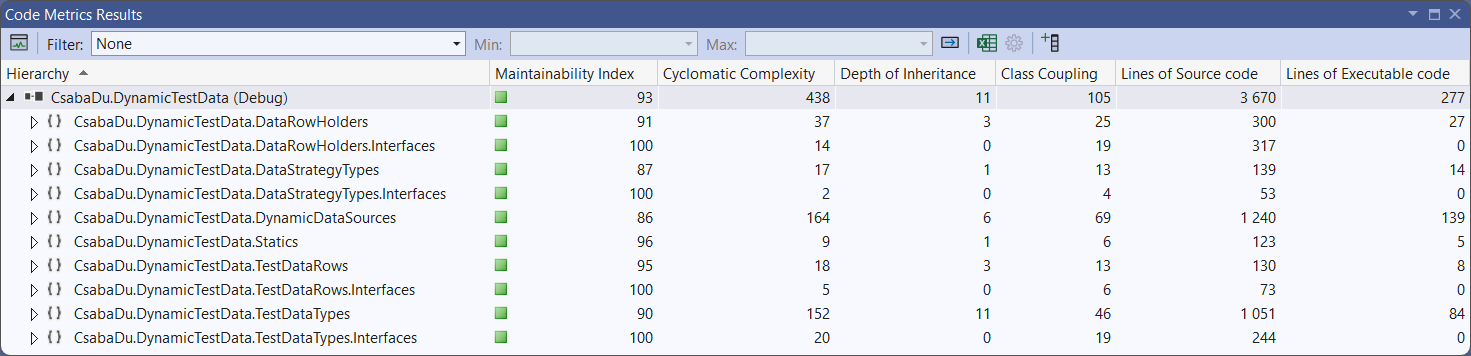 Code Metrics Results
Filter: None Min: Max:
Hierarchy Maintainability Index Cyclomatic Complexity Depth of Inheritance Class Coupling Lines of Source code Lines of Executable code
CsabaDu.DynamicTestData (Debug) 93 438 11 105 3 670 277
{ } CsabaDu.DynamicTestData.DataRowHolders 91 37 3 25 300 27
{ } CsabaDu.DynamicTestData.DataRowHolders.Interfaces 100 14 0 19 317 0
{ } CsabaDu.DynamicTestData.DataStrategyTypes 87 17 1 13 139 14
{ } CsabaDu.DynamicTestData.DataStrategyTypes.Interfaces 100 2 0 4 53 0
{ } CsabaDu.DynamicTestData.DynamicDataSources 86 164 6 69 1 240 139
{ } CsabaDu.DynamicTestData.Statics 96 9 1 6 123 5
{ } CsabaDu.DynamicTestData.TestDataRows 95 18 3 13 130 8
{ } CsabaDu.DynamicTestData.TestDataRows.Interfaces 100 5 0 6 73 0
{ } CsabaDu.DynamicTestData.TestDataTypes 90 152 11 46 1 051 84
{ } CsabaDu.DynamicTestData.TestDataTypes.Interfaces 100 20 0 19 244 0